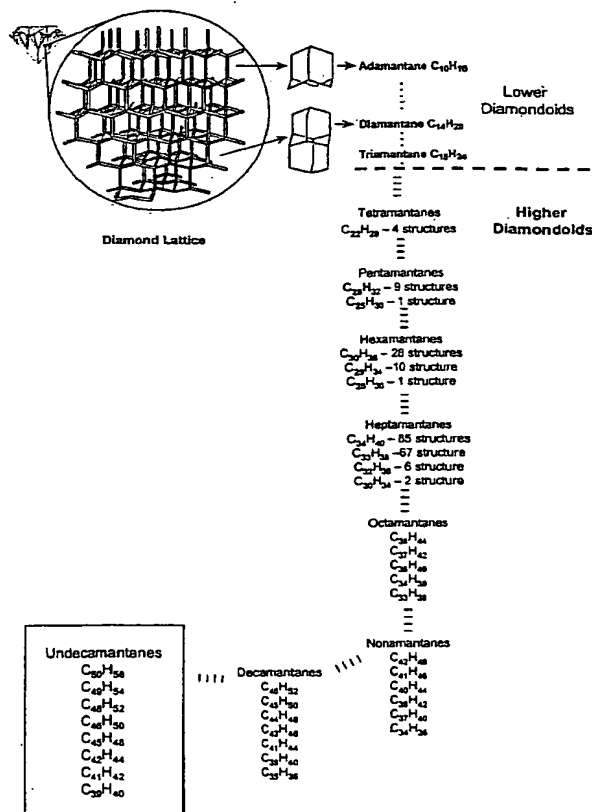 Adamantane C₁₀H₁₆
Lower
Diamondoids
Diamantane C₁₄H₂₀
Triamantane C₁₈H₂₄
Diamond Lattice
Higher
Diamondoids
Tetramantanes
C₂₂H₂₈ – 4 structures
Pentamantanes
C₂₆H₃₂ – 9 structures
C₂₅H₃₀ – 1 structure
Hexamantanes
C₃₀H₃₆ – 28 structures
C₂₉H₃₄ – 10 structure
C₂₆H₃₀ – 1 structure
Heptamantanes
C₃₄H₄₀ – 85 structures
C₃₃H₃₈ – 67 structure
C₃₂H₃₆ – 6 structure
C₃₀H₃₄ – 2 structure
Octamantanes
C₃₈H₄₄
C₃₇H₄₂
C₃₆H₄₀
C₃₄H₃₈
C₃₃H₃₆
Nonamantanes
C₄₂H₄₈
C₄₁H₄₆
C₄₀H₄₄
C₃₈H₄₂
C₃₇H₄₀
C₃₄H₃₆
Decamantanes
C₄₆H₅₂
C₄₅H₅₀
C₄₄H₄₈
C₄₂H₄₆
C₄₁H₄₄
C₃₈H₄₀
C₃₅H₃₆
Undecamantanes
C₅₀H₅₆
C₄₉H₅₄
C₄₈H₅₂
C₄₆H₅₀
C₄₅H₄₈
C₄₂H₄₄
C₄₁H₄₂
C₃₉H₄₀